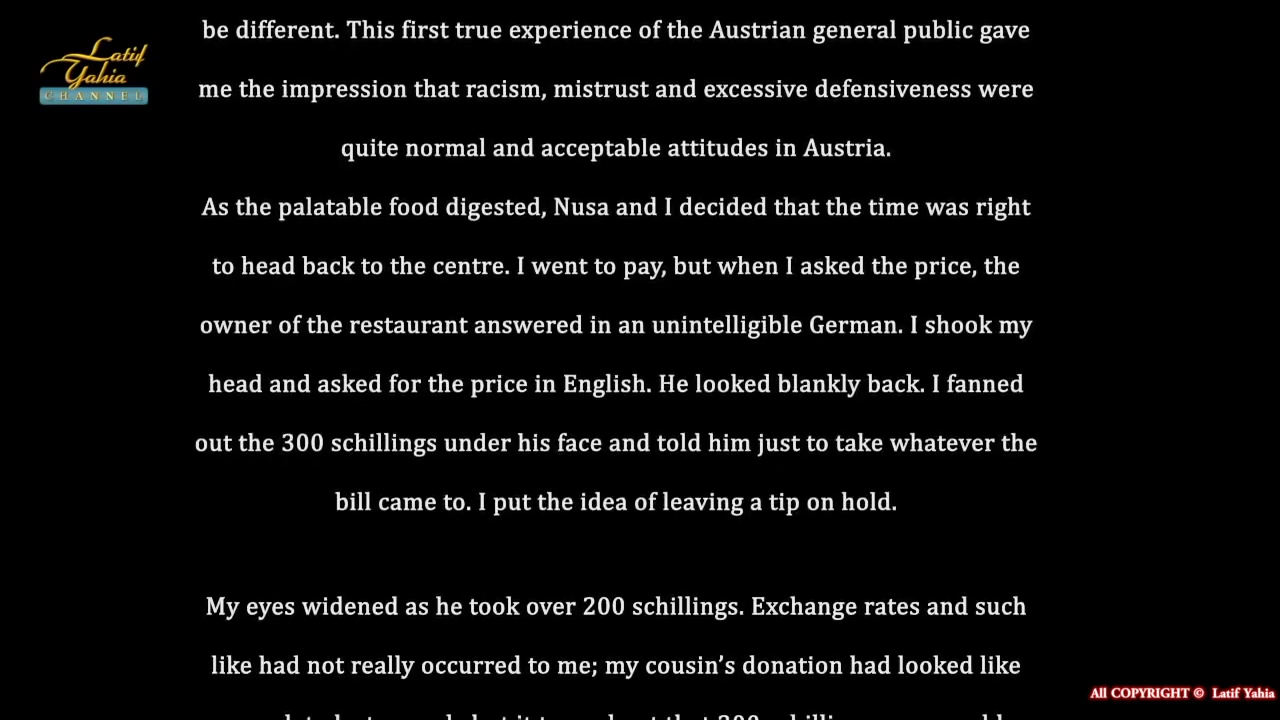 Latif
Yahia
CHANNEL
be different. This first true experience of the Austrian general public gave
me the impression that racism, mistrust and excessive defensiveness were
quite normal and acceptable attitudes in Austria.
As the palatable food digested, Nusa and I decided that the time was right
to head back to the centre. I went to pay, but when I asked the price, the
owner of the restaurant answered in an unintelligible German. I shook my
head and asked for the price in English. He looked blankly back. I fanned
out the 300 schillings under his face and told him just to take whatever the
bill came to. I put the idea of leaving a tip on hold.
My eyes widened as he took over 200 schillings. Exchange rates and such
like had not really occurred to me; my cousin’s donation had looked like
All COPYRIGHT © Latif Yahia